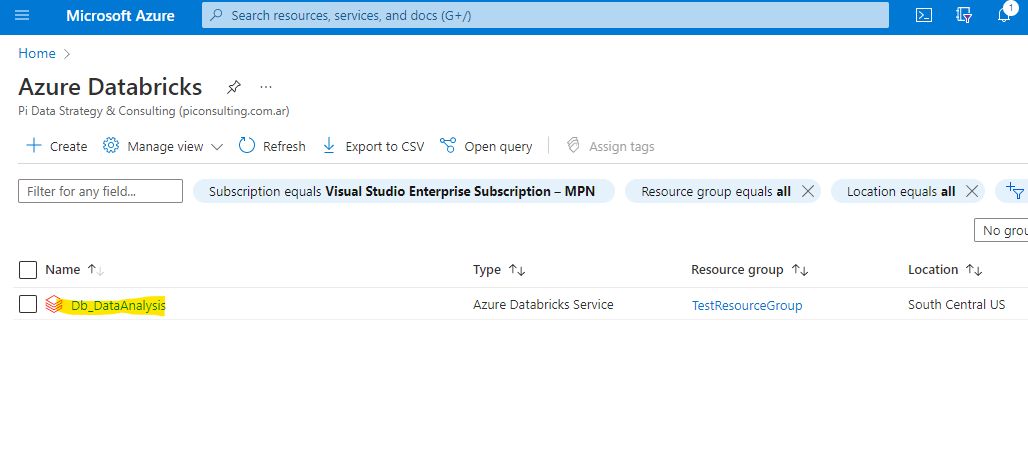 Microsoft Azure
Search resources, services, and docs (G+/)
1
Home
Azure Databricks
Pi Data Strategy & Consulting (piconsulting.com.ar)
Create Manage view Refresh Export to CSV Open query Assign tags
Filter for any field... Subscription equals Visual Studio Enterprise Subscription – MPN Resource group equals all Location equals all
No grou
Name Type Resource group Location
Db_DataAnalysis Azure Databricks Service TestResourceGroup South Central US